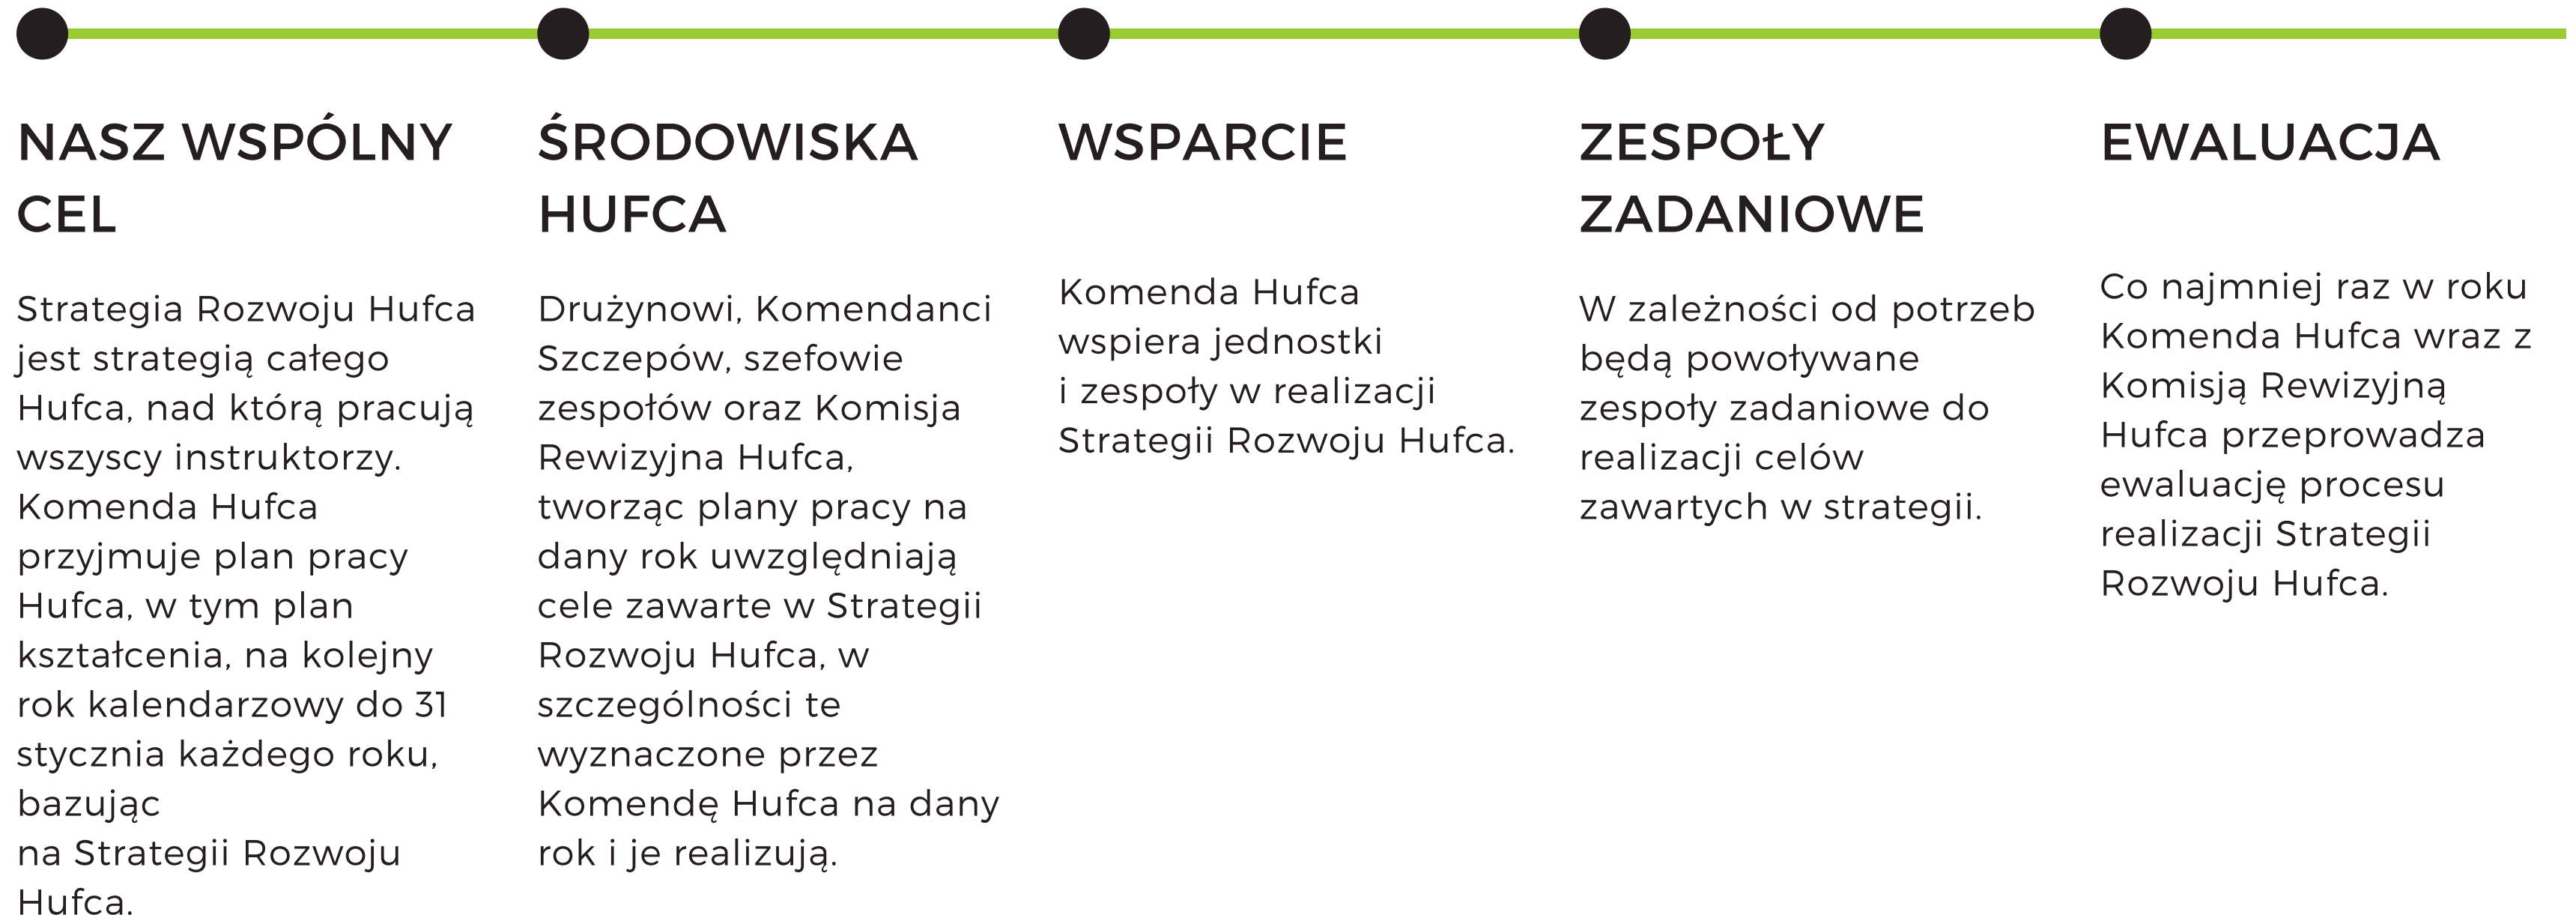 NASZ WSPÓLNY
CEL
Strategia Rozwoju Hufca
jest strategią całego
Hufca, nad którą pracują
wszyscy instruktorzy.
Komenda Hufca
przyjmuje plan pracy
Hufca, w tym plan
kształcenia, na kolejny
rok kalendarzowy do 31
stycznia każdego roku,
bazując
na Strategii Rozwoju
Hufca.
ŚRODOWISKA
HUFCA
Drużynowi, Komendanci
Szczepów, szefowie
zespołów oraz Komisja
Rewizyjna Hufca,
tworząc plany pracy na
dany rok uwzględniają
cele zawarte w Strategii
Rozwoju Hufca, w
szczególności te
wyznaczone przez
Komendę Hufca na dany
rok i je realizują.
WSPARCIE
Komenda Hufca
wspiera jednostki
i zespoły w realizacji
Strategii Rozwoju Hufca.
ZESPOŁY
ZADANIOWE
W zależności od potrzeb
będą powoływane
zespoły zadaniowe do
realizacji celów
zawartych w strategii.
EWALUACJA
Co najmniej raz w roku
Komenda Hufca wraz z
Komisją Rewizyjną
Hufca przeprowadza
ewaluację procesu
realizacji Strategii
Rozwoju Hufca.